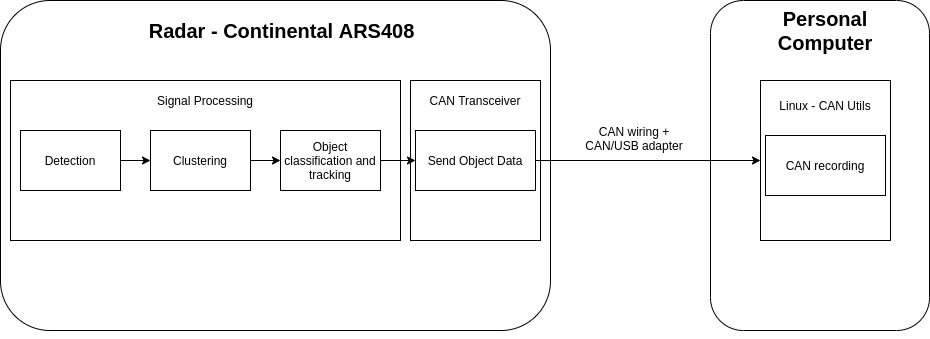 Radar - Continental ARS408
Personal
Computer
Signal Processing
CAN Transceiver
Linux - CAN Utils
Detection
Clustering
Object
classification and
tracking
Send Object Data
CAN wiring +
CAN/USB adapter
CAN recording